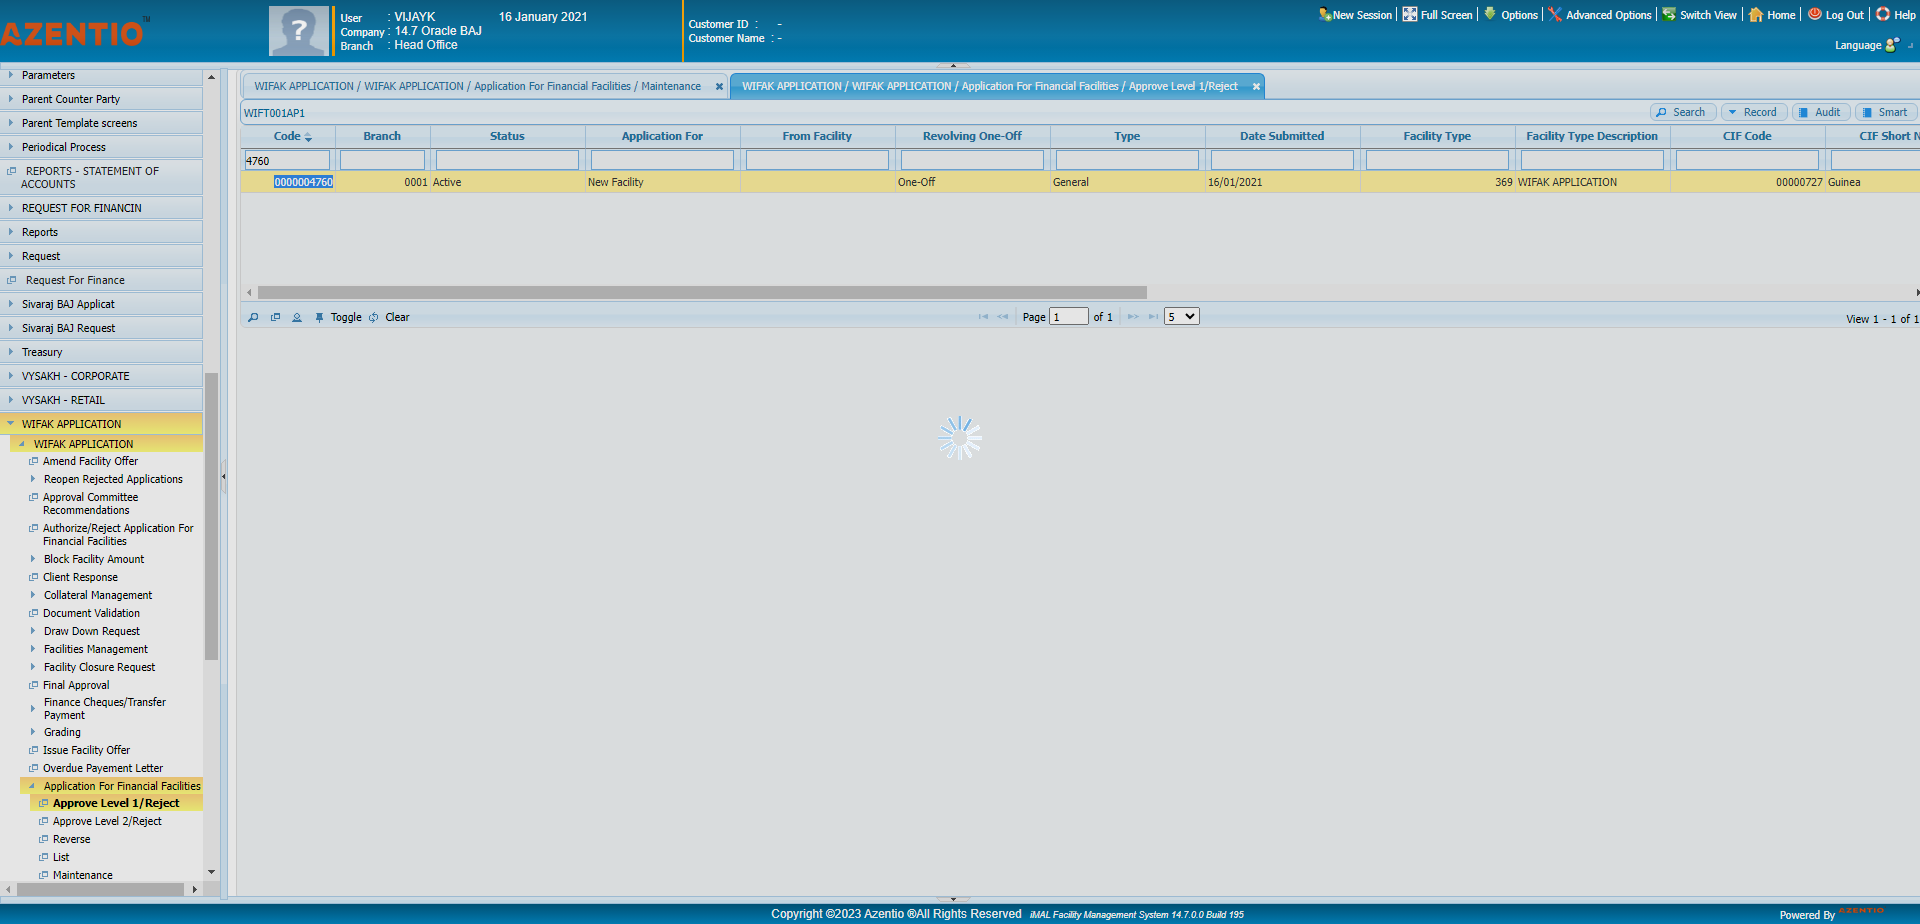 AZENTIO TM
User : VIJAYK 16 January 2021
Company : 14.7 Oracle BAJ
Branch : Head Office
Customer ID : -
Customer Name : -
New Session Full Screen Options Advanced Options Switch View Home Log Out Help
Language
Parameters
Parent Counter Party
Parent Template screens
Periodical Process
REPORTS - STATEMENT OF
ACCOUNTS
REQUEST FOR FINANCIN
Reports
Request
Request For Finance
Sivaraj BAJ Applicat
Sivaraj BAJ Request
Treasury
VYSAKH - CORPORATE
VYSAKH - RETAIL
WIFAK APPLICATION
WIFAK APPLICATION
Amend Facility Offer
Reopen Rejected Applications
Approval Committee
Recommendations
Authorize/Reject Application For
Financial Facilities
Block Facility Amount
Client Response
Collateral Management
Document Validation
Draw Down Request
Facilities Management
Facility Closure Request
Final Approval
Finance Cheques/Transfer
Payment
Grading
Issue Facility Offer
Overdue Payement Letter
Application For Financial Facilities
Approve Level 1/Reject
Approve Level 2/Reject
Reverse
List
Maintenance
WIFAK APPLICATION / WIFAK APPLICATION / Application For Financial Facilities / Maintenance
WIFAK APPLICATION / WIFAK APPLICATION / Application For Financial Facilities / Approve Level 1/Reject
WIFT001AP1
Search Record Audit Smart
Code Branch Status Application For From Facility Revolving One-Off Type Date Submitted Facility Type Facility Type Description CIF Code CIF Short N
4760
0000004760 0001 Active New Facility One-Off General 16/01/2021 369 WIFAK APPLICATION 00000727 Guinea
Toggle Clear
Page 1 of 1 5
View 1 - 1 of 1
Copyright ©2023 Azentio ®All Rights Reserved iMAL Facility Management System 14.7.0.0 Build 195
Powered By AZENTIO